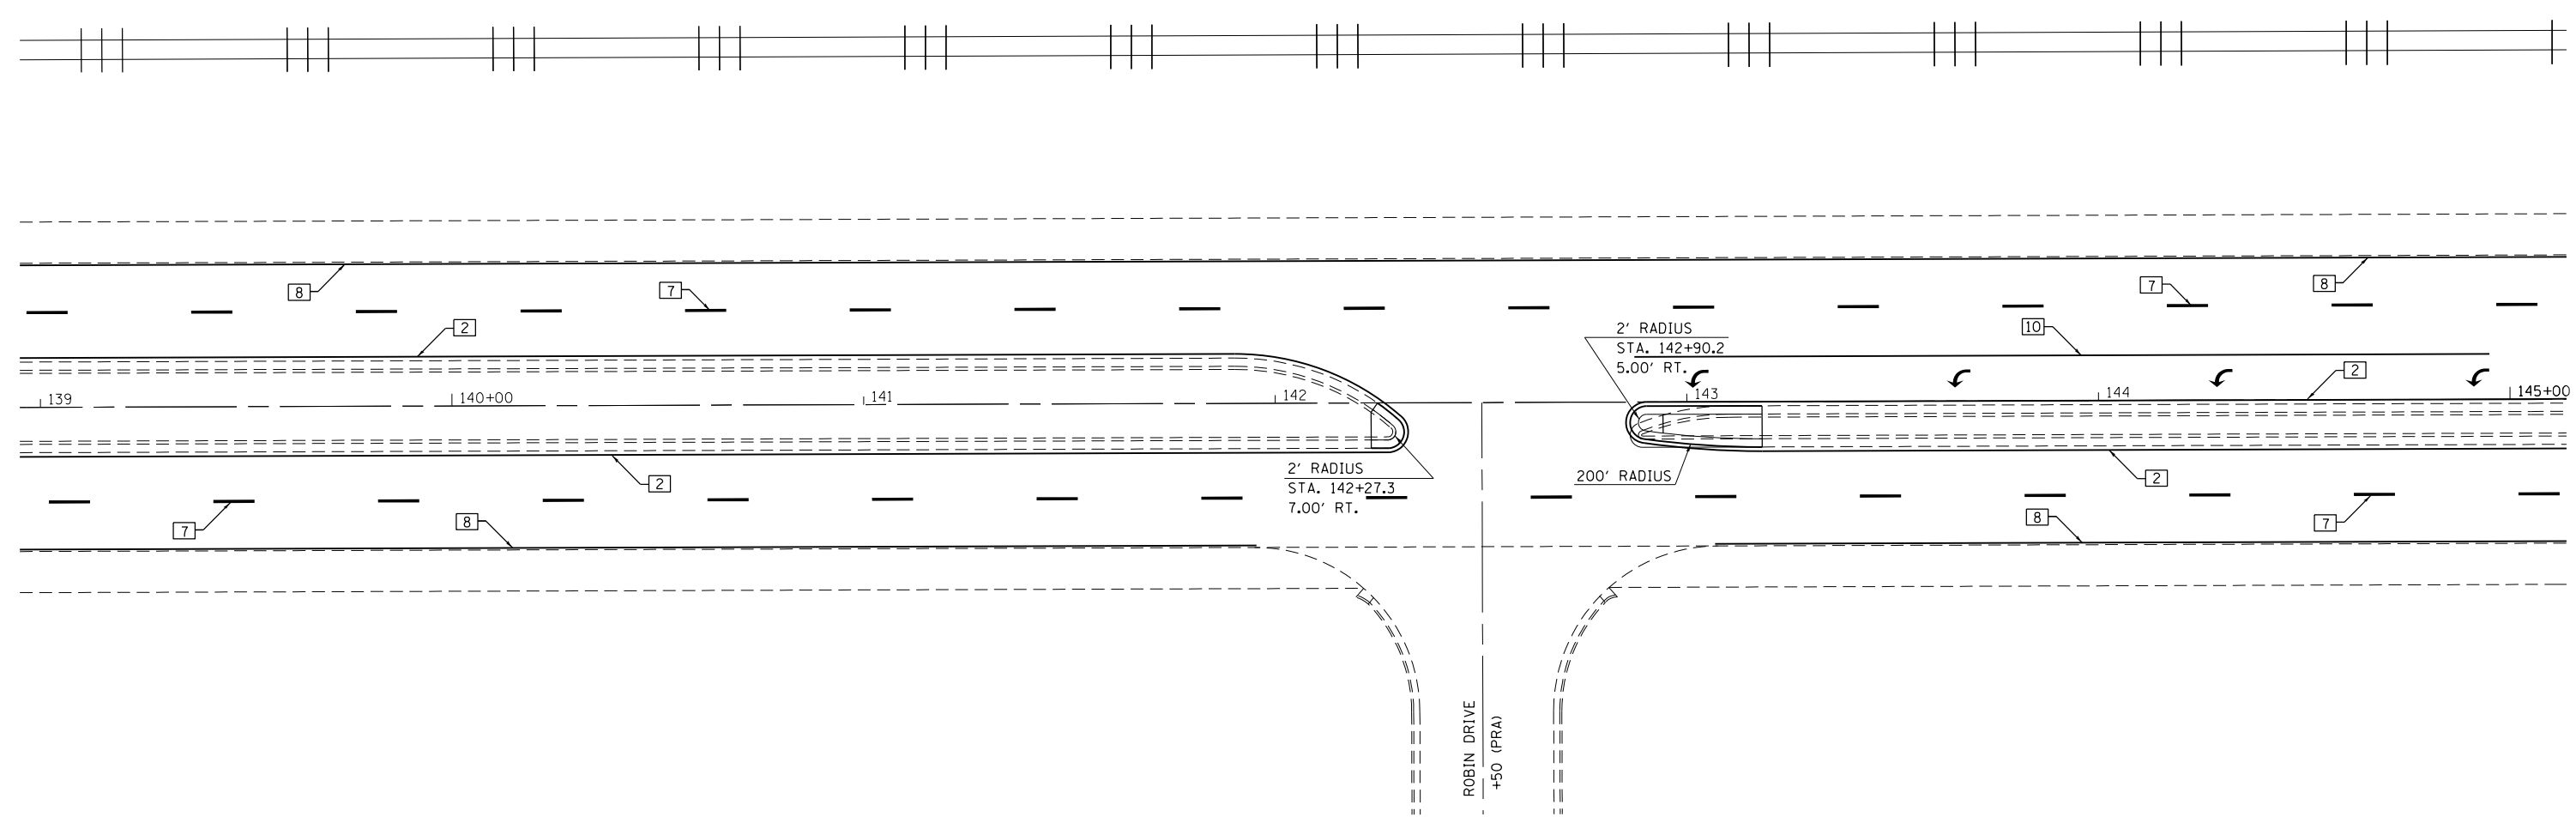 8
7
7
8
2
10
2' RADIUS
STA. 142+90.2
5.00' RT.
2
139
140+00
141
142
143
144
145+00
2' RADIUS
STA. 142+27.3
7.00' RT.
200' RADIUS
2
2
7
8
8
7
ROBIN DRIVE
+50 (PRA)